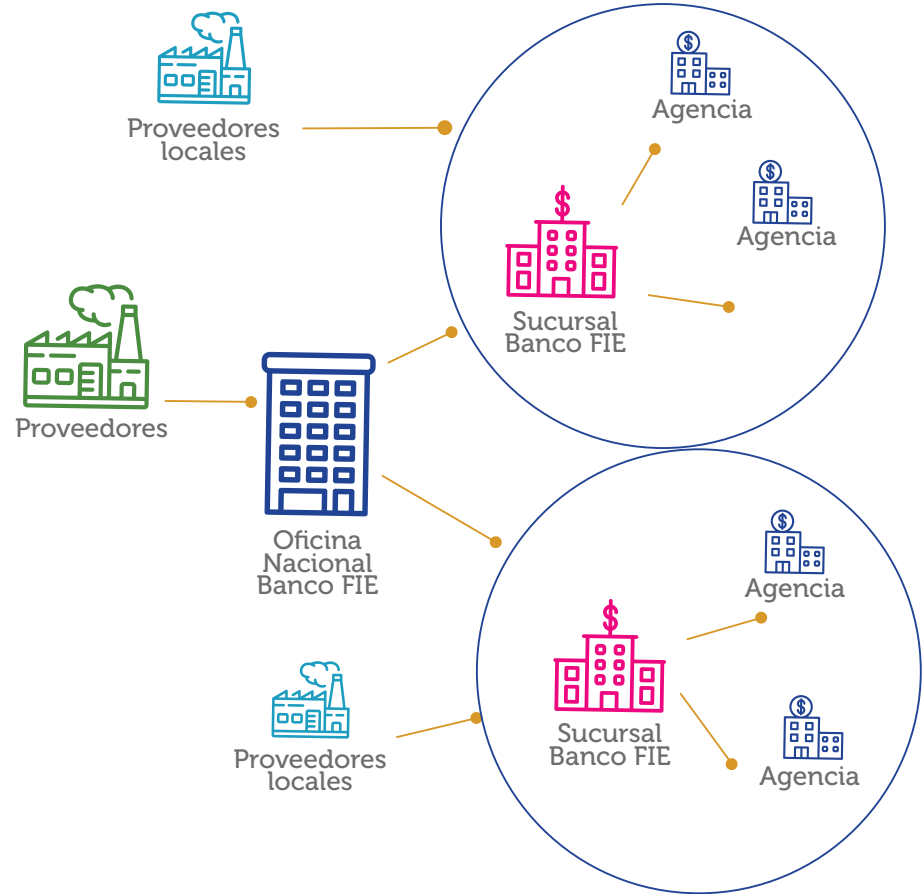 Proveedores
locales
Agencia
Agencia
Sucursal
Banco FIE
Proveedores
Oficina
Nacional
Banco FIE
Agencia
Sucursal
Banco FIE
Proveedores
locales
Agencia